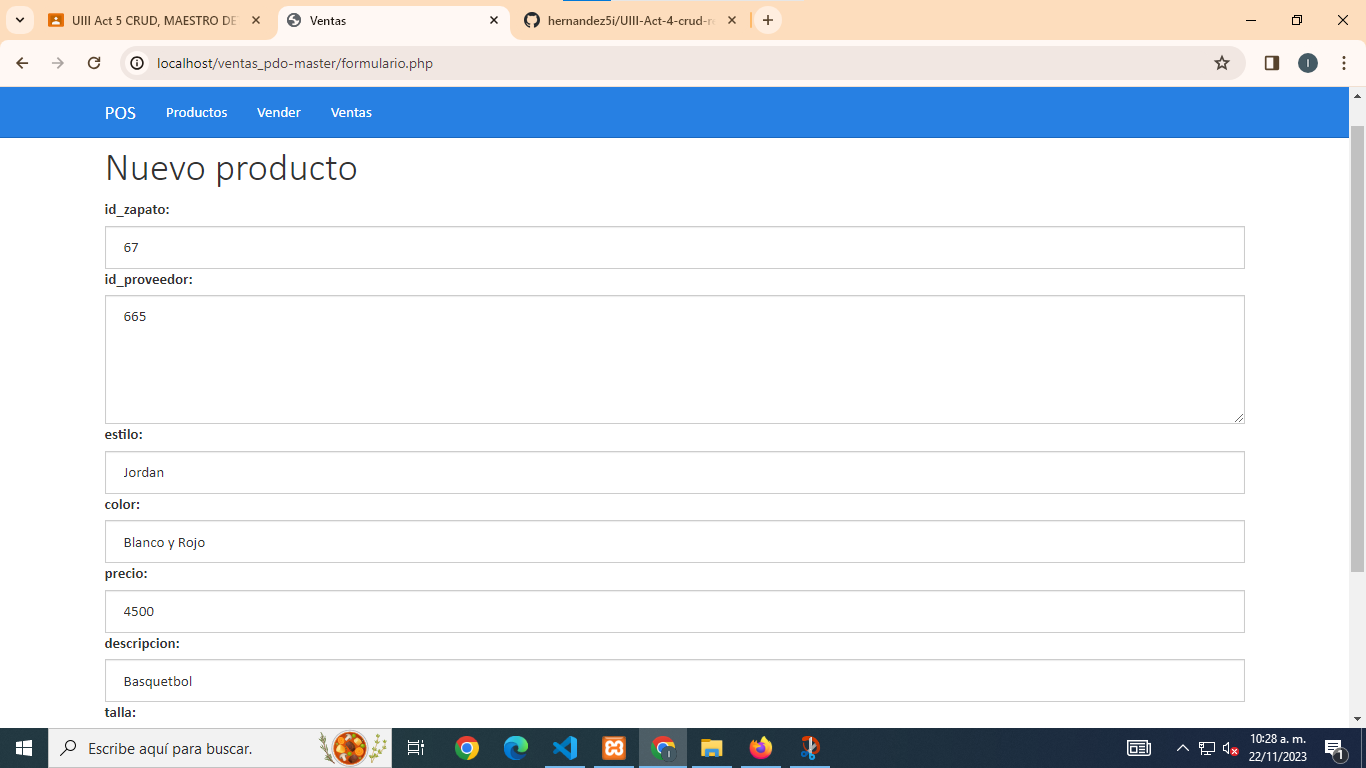 UIII Act 5 CRUD, MAESTRO DE
Ventas
hernandez5i/UIII-Act-4-crud-re
localhost/ventas_pdo-master/formulario.php
I
POS Productos Vender Ventas
Nuevo producto
id_zapato:
67
id_proveedor:
665
estilo:
Jordan
color:
Blanco y Rojo
precio:
4500
descripcion:
Basquetbol
talla:
Escribe aquí para buscar.
10:28 a. m.
22/11/2023
1